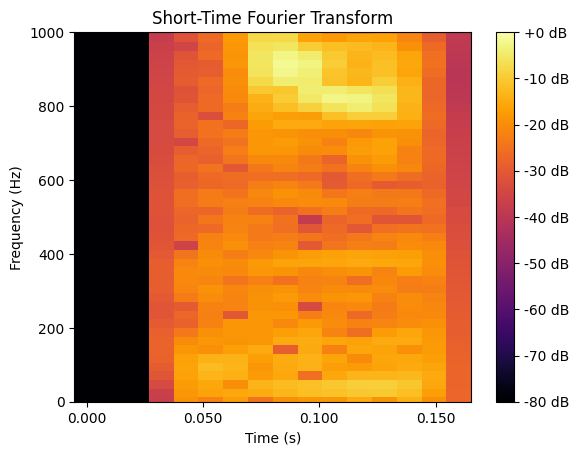 Short-Time Fourier Transform
Frequency (Hz)
1000
800
600
400
200
0
0.000
0.050
0.100
0.150
Time (s)
+0 dB
-10 dB
-20 dB
-30 dB
-40 dB
-50 dB
-60 dB
-70 dB
-80 dB